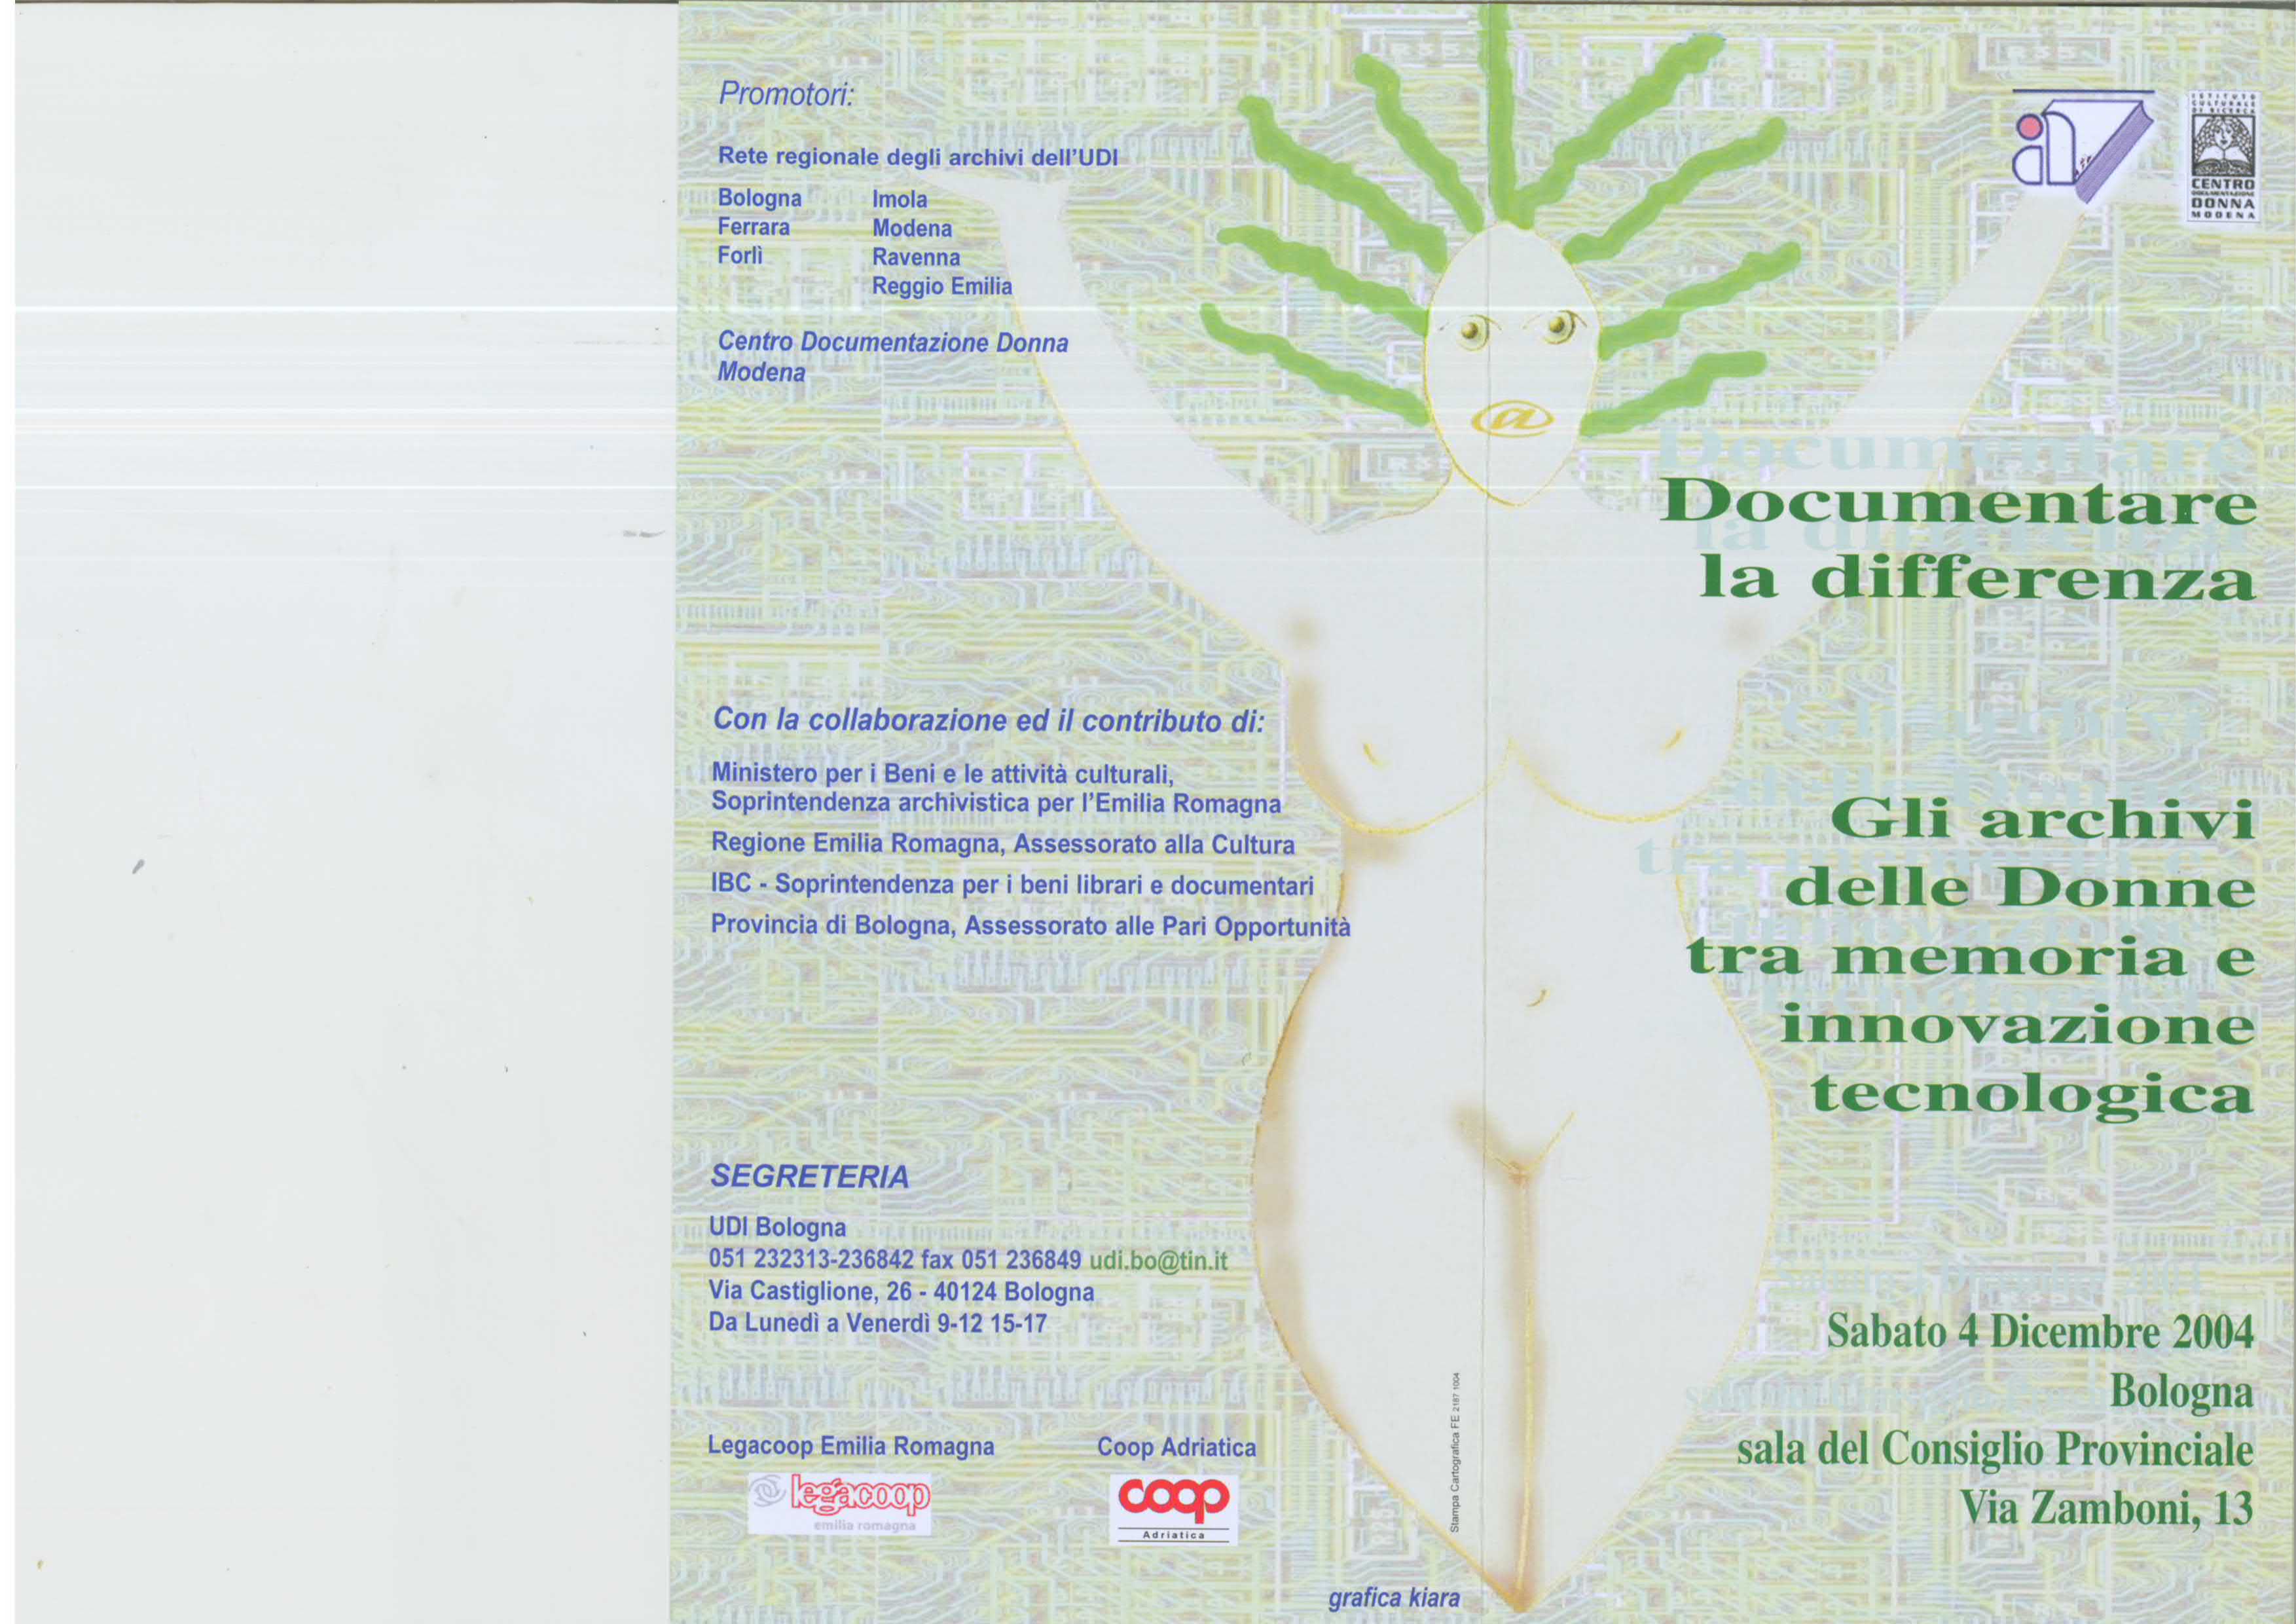 Promotori:
Rete regionale degli archivi dell'UDI
Bologna Imola
Ferrara Modena
Forlì Ravenna
Reggio Emilia
Centro Documentazione Donna
Modena
Con la collaborazione ed il contributo di:
Ministero per i Beni e le attività culturali,
Soprintendenza archivistica per l'Emilia Romagna
Regione Emilia Romagna, Assessorato alla Cultura
IBC - Soprintendenza per i beni librari e documentari
Provincia di Bologna, Assessorato alle Pari Opportunità
SEGRETERIA
UDI Bologna
051 232313-236842 fax 051 236849 udi.bo@tin.it
Via Castiglione, 26 - 40124 Bologna
Da Lunedì a Venerdì 9-12 15-17
Legacoop Emilia Romagna Coop Adriatica
legacoop
emilia romagna
coop
Adriatica
Stampa Cartografica FE 2187 1004
grafica kiara
@
ISTITUTO
CULTURALE
DI RICERCA
CENTRO
DOCUMENTAZIONE
DONNA
MODENA
Documentare
la differenza
Gli archivi
delle Donne
tra memoria e
innovazione
tecnologica
Sabato 4 Dicembre 2004
Bologna
sala del Consiglio Provinciale
Via Zamboni, 13